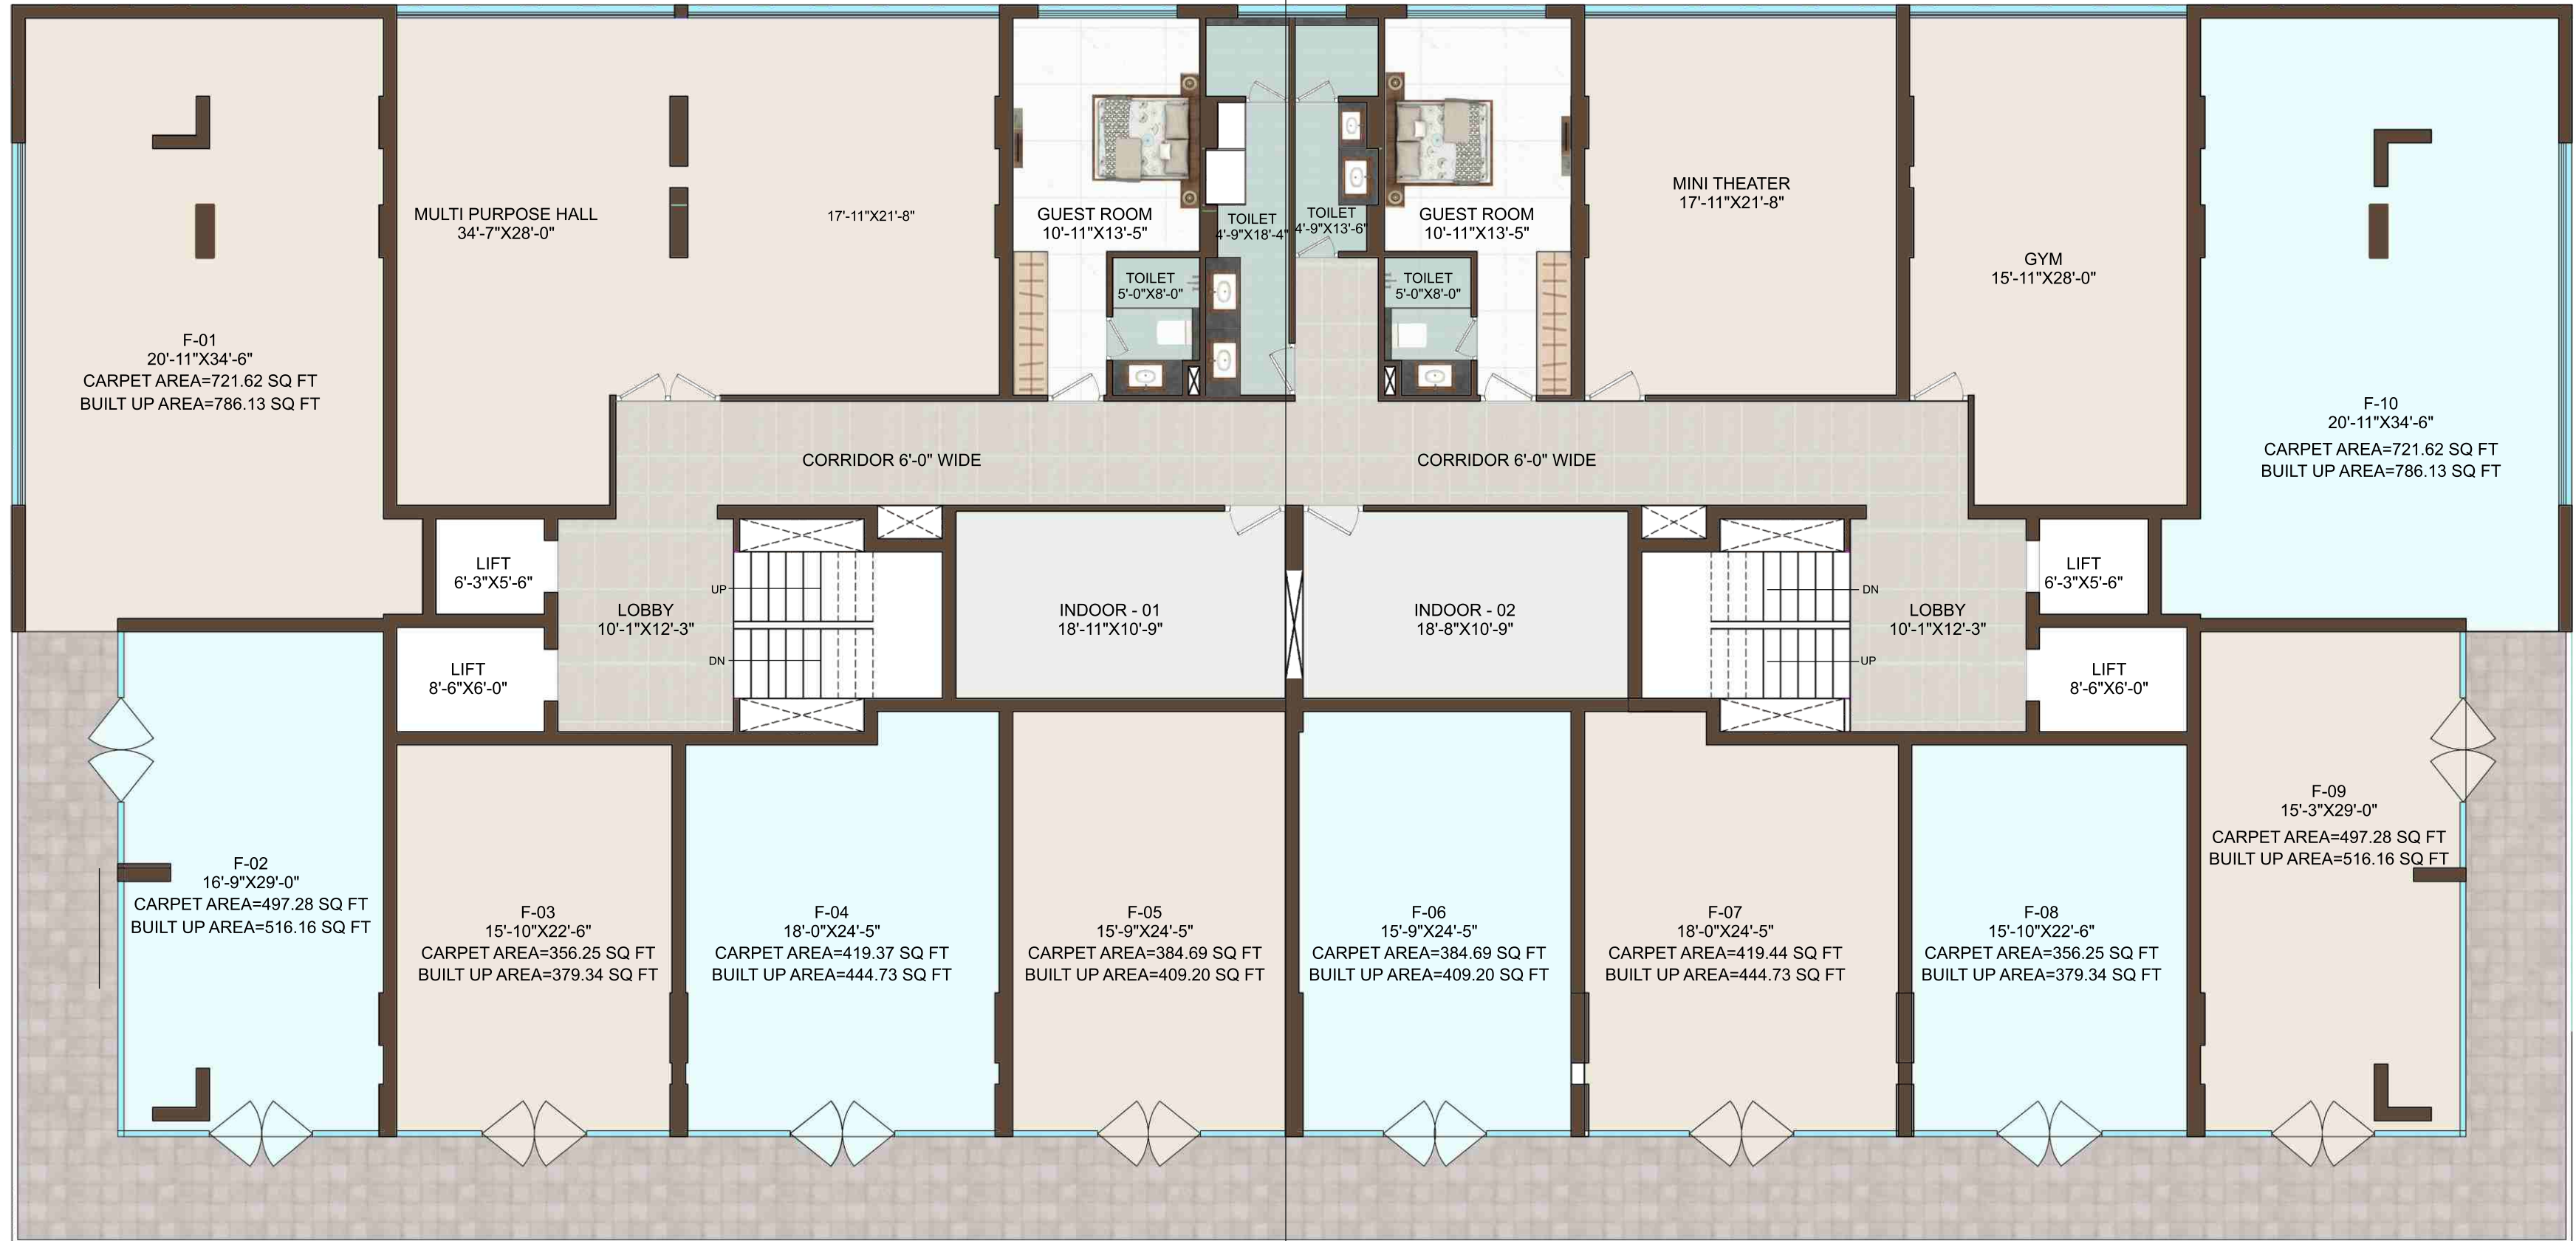 MULTI PURPOSE HALL
34'-7"X28'-0"
17'-11"X21'-8"
GUEST ROOM
10'-11"X13'-5"
TOILET
4'-9"X18'-4"
TOILET
4'-9"X13'-6"
GUEST ROOM
10'-11"X13'-5"
MINI THEATER
17'-11"X21'-8"
GYM
15'-11"X28'-0"
TOILET
5'-0"X8'-0"
TOILET
5'-0"X8'-0"
F-01
20'-11"X34'-6"
CARPET AREA=721.62 SQ FT
BUILT UP AREA=786.13 SQ FT
F-10
20'-11"X34'-6"
CARPET AREA=721.62 SQ FT
BUILT UP AREA=786.13 SQ FT
CORRIDOR 6'-0" WIDE
CORRIDOR 6'-0" WIDE
LIFT
6'-3"X5'-6"
LOBBY
10'-1"X12'-3"
UP
DN
INDOOR - 01
18'-11"X10'-9"
INDOOR - 02
18'-8"X10'-9"
DN
UP
LOBBY
10'-1"X12'-3"
LIFT
6'-3"X5'-6"
LIFT
8'-6"X6'-0"
LIFT
8'-6"X6'-0"
F-02
16'-9"X29'-0"
CARPET AREA=497.28 SQ FT
BUILT UP AREA=516.16 SQ FT
F-03
15'-10"X22'-6"
CARPET AREA=356.25 SQ FT
BUILT UP AREA=379.34 SQ FT
F-04
18'-0"X24'-5"
CARPET AREA=419.37 SQ FT
BUILT UP AREA=444.73 SQ FT
F-05
15'-9"X24'-5"
CARPET AREA=384.69 SQ FT
BUILT UP AREA=409.20 SQ FT
F-06
15'-9"X24'-5"
CARPET AREA=384.69 SQ FT
BUILT UP AREA=409.20 SQ FT
F-07
18'-0"X24'-5"
CARPET AREA=419.44 SQ FT
BUILT UP AREA=444.73 SQ FT
F-08
15'-10"X22'-6"
CARPET AREA=356.25 SQ FT
BUILT UP AREA=379.34 SQ FT
F-09
15'-3"X29'-0"
CARPET AREA=497.28 SQ FT
BUILT UP AREA=516.16 SQ FT